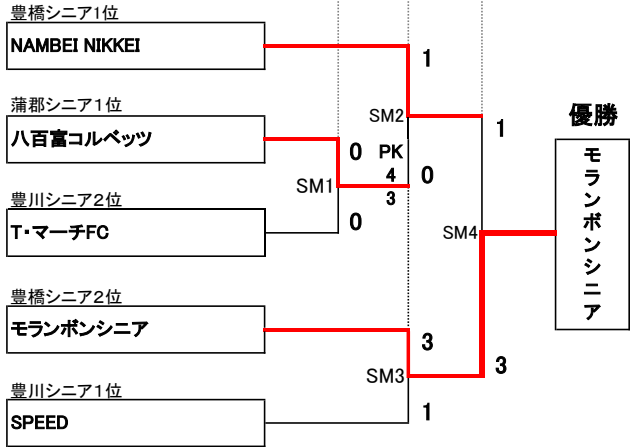 豊橋シニア1位
NAMBEI NIKKEI
1
蒲郡シニア1位
SM2
優勝
1
八百富コルベッツ
0 PK
4 0
SM1
3
モランボンシニア
豊川シニア2位
0
T・マーチFC
SM4
豊橋シニア2位
モランボンシニア
3
3
SM3
豊川シニア1位
1
SPEED